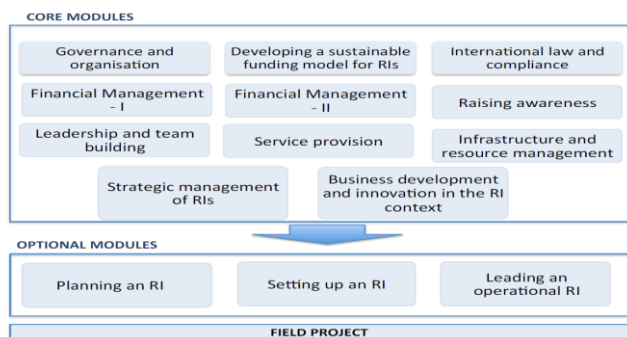 CORE MODULES
Governance and
organisation
Developing a sustainable
funding model for RIs
International law and
compliance
Financial Management
- I
Financial Management
- II
Raising awareness
Leadership and team
building
Service provision
Infrastructure and
resource management
Strategic management
of RIs
Business development
and innovation in the RI
context
OPTIONAL MODULES
Planning an RI
Setting up an RI
Leading an
operational RI
FIELD PROJECT